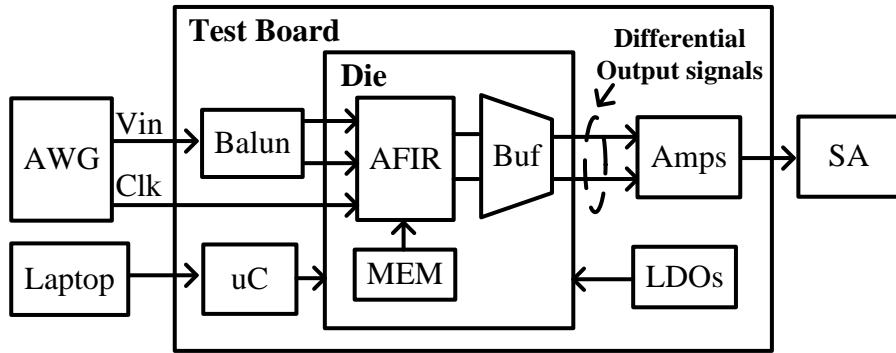 Test Board
Differential
Output signals
Die
Vin
AWG
Balun
AFIR
Buf
Amps
SA
Clk
Laptop
uC
MEM
LDOs